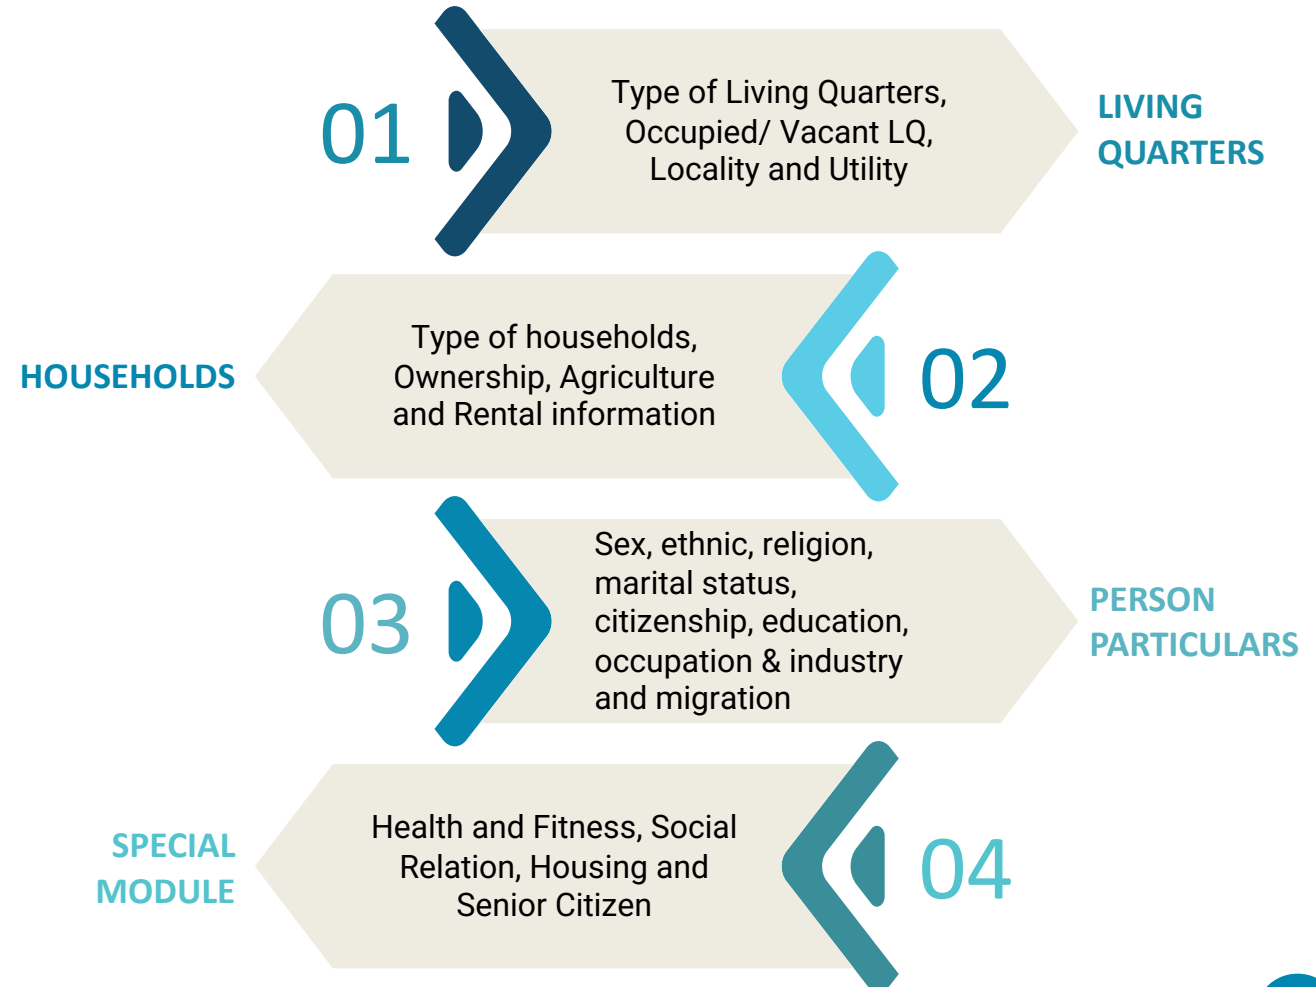 01
Type of Living Quarters,
Occupied/ Vacant LQ,
Locality and Utility
LIVING
QUARTERS
HOUSEHOLDS
Type of households,
Ownership, Agriculture
and Rental information
02
03
Sex, ethnic, religion,
marital status,
citizenship, education,
occupation & industry
and migration
PERSON
PARTICULARS
SPECIAL
MODULE
Health and Fitness, Social
Relation, Housing and
Senior Citizen
04